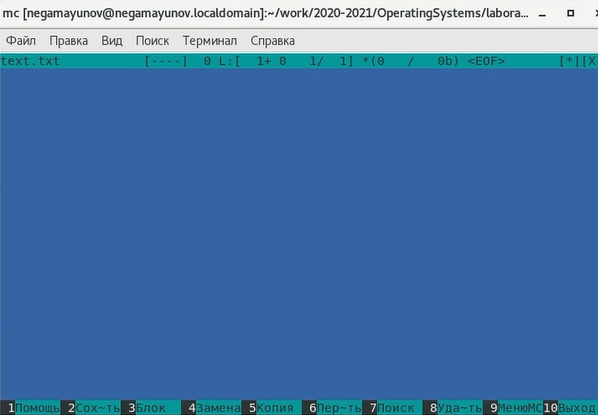 mc [negamayunov@negamayunov.localdomain]:~/work/2020-2021/OperatingSystems/labora...
Файл Правка Вид Поиск Терминал Справка
text.txt [----] 0 L:[ 1+ 0 1/ 1] *(0 / 0b) <EOF> [*][X
1Помощь 2Сох~ть 3Блок 4Замена 5Копия 6Пер~ть 7Поиск 8Уда~ть 9МенюMC 10Выход